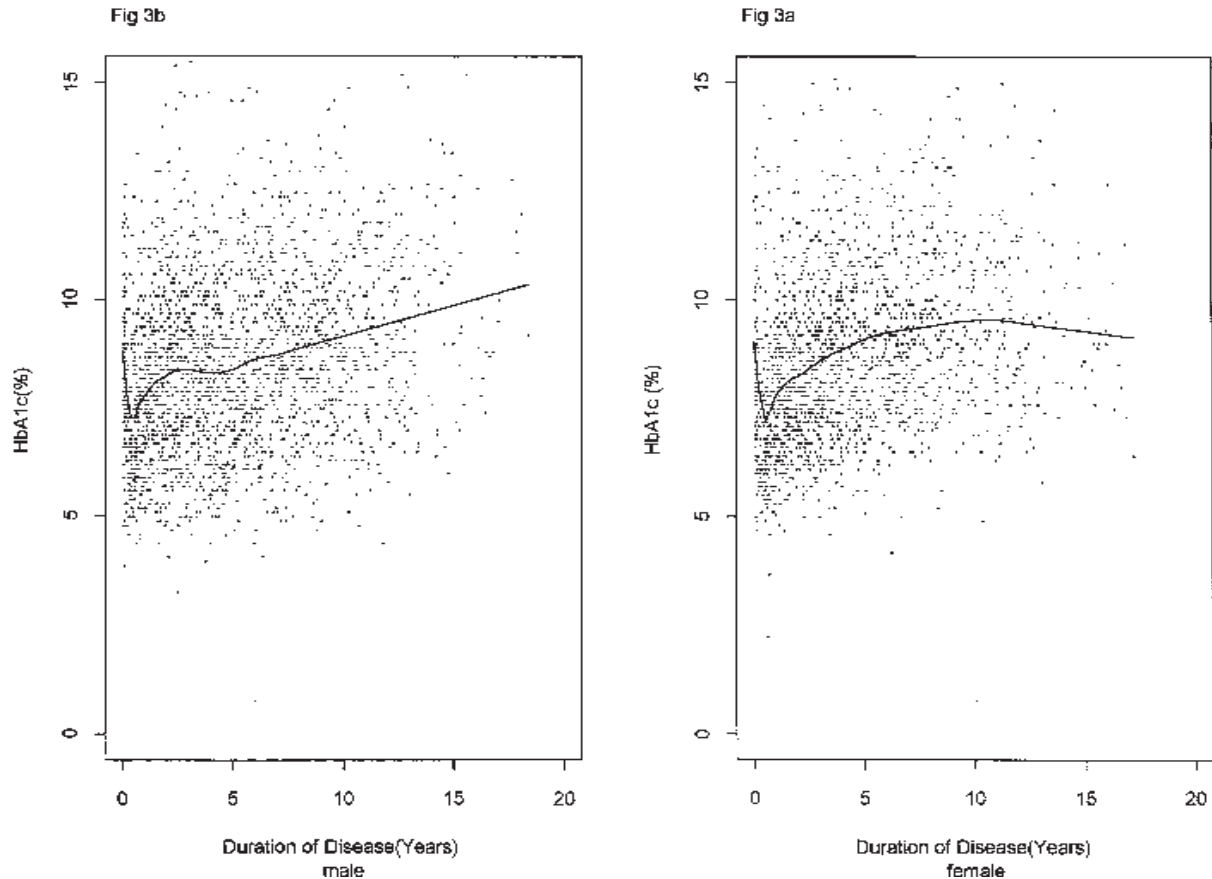 Fig 3b
15
10
5
0
HbA1c(%)
0 5 10 15 20
Duration of Disease(Years)
male
Fig 3a
15
10
5
0
HbA1c (%)
0 5 10 15 20
Duration of Disease(Years)
female